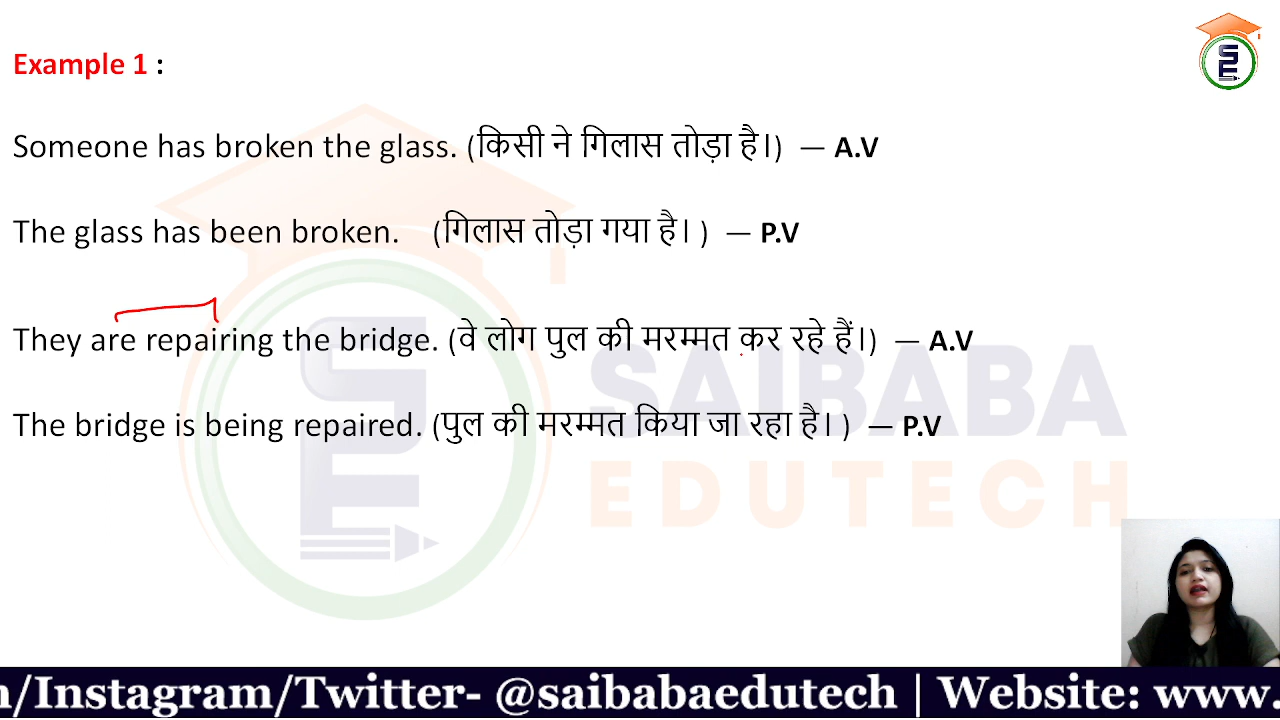 Example 1 :
Someone has broken the glass. (किसी ने गिलास तोड़ा है।) — A.V
The glass has been broken. (गिलास तोड़ा गया है। ) — P.V
They are repairing the bridge. (वे लोग पुल की मरम्मत कर रहे हैं।) — A.V
The bridge is being repaired. (पुल की मरम्मत किया जा रहा है। ) — P.V
SAIBABA
EDUTECH
/Instagram/Twitter- @saibabaedutech | Website: www.